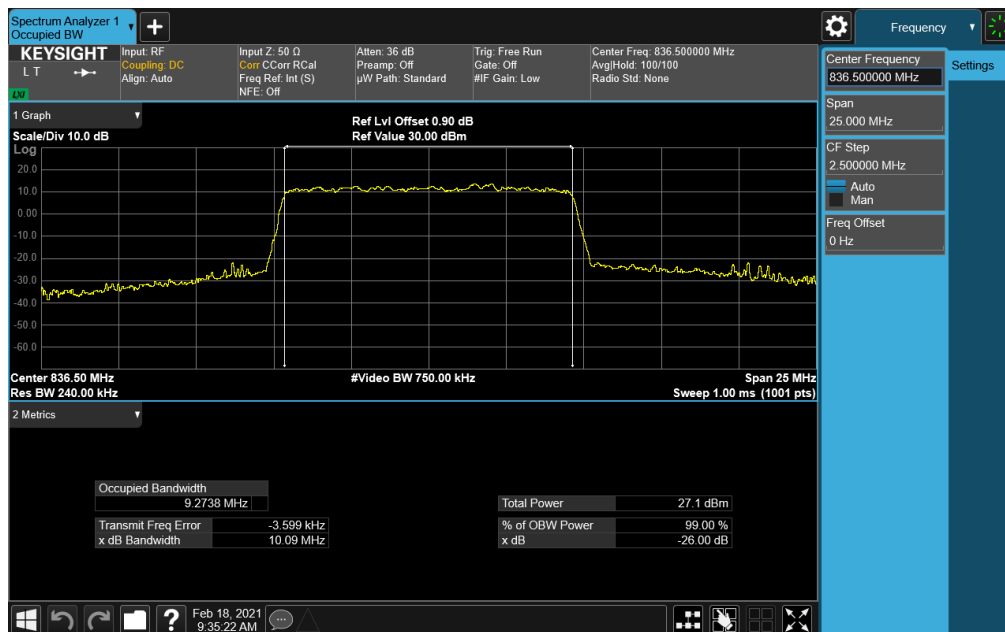 Spectrum Analyzer 1
Occupied BW
Frequency
KEYSIGHT
L T
LXI
Input: RF
Coupling: DC
Align: Auto
Input Z: 50 Ω
Corr CCorr RCal
Freq Ref: Int (S)
NFE: Off
Atten: 36 dB
Preamp: Off
µW Path: Standard
Trig: Free Run
Gate: Off
#IF Gain: Low
Center Freq: 836.500000 MHz
Avg|Hold: 100/100
Radio Std: None
Center Frequency
836.500000 MHz
Settings
Span
25.000 MHz
CF Step
2.500000 MHz
Auto
Man
Freq Offset
0 Hz
1 Graph
Scale/Div 10.0 dB
Ref Lvl Offset 0.90 dB
Ref Value 30.00 dBm
Log
20.0
10.0
0.00
-10.0
-20.0
-30.0
-40.0
-50.0
-60.0
Center 836.50 MHz
#Video BW 750.00 kHz
Span 25 MHz
Res BW 240.00 kHz
Sweep 1.00 ms (1001 pts)
2 Metrics
Occupied Bandwidth
9.2738 MHz
Total Power 27.1 dBm
Transmit Freq Error -3.599 kHz
% of OBW Power 99.00 %
x dB Bandwidth 10.09 MHz
x dB -26.00 dB
?
Feb 18, 2021
9:35:22 AM